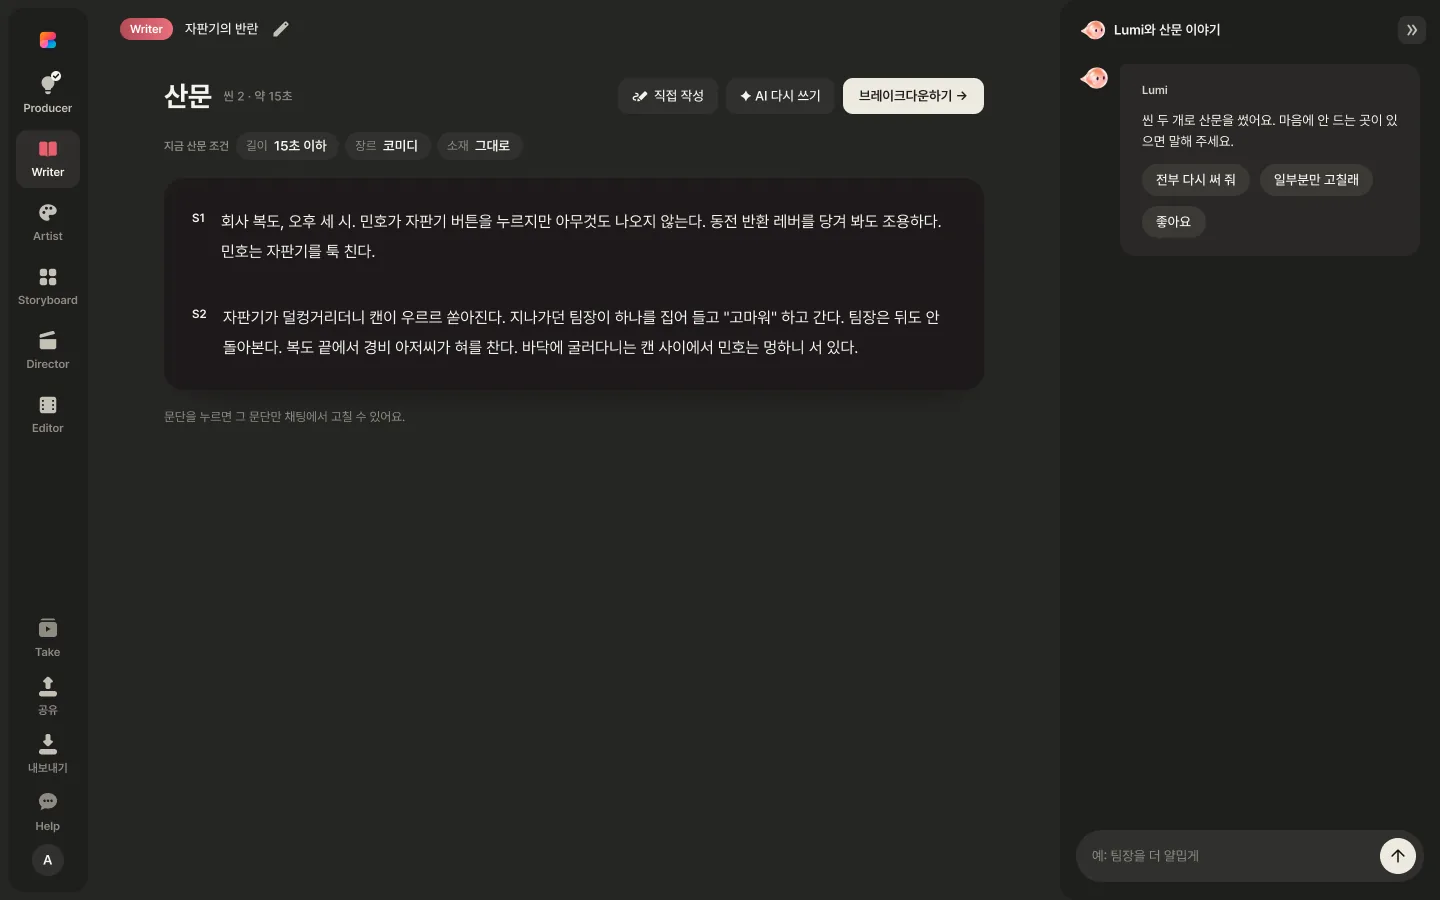 Producer
Writer
Artist
Storyboard
Director
Editor
Take
공유
내보내기
Help
A
Writer 자판기의 반란
산문 씬 2 · 약 15초
직접 작성
AI 다시 쓰기
브레이크다운하기 →
지금 산문 조건 길이 15초 이하 장르 코미디 소재 그대로
S1 회사 복도, 오후 세 시. 민호가 자판기 버튼을 누르지만 아무것도 나오지 않는다. 동전 반환 레버를 당겨 봐도 조용하다.
민호는 자판기를 툭 친다.
S2 자판기가 덜컹거리더니 캔이 우르르 쏟아진다. 지나가던 팀장이 하나를 집어 들고 "고마워" 하고 간다. 팀장은 뒤도 안
돌아본다. 복도 끝에서 경비 아저씨가 혀를 찬다. 바닥에 굴러다니는 캔 사이에서 민호는 멍하니 서 있다.
문단을 누르면 그 문단만 채팅에서 고칠 수 있어요.
Lumi와 산문 이야기
Lumi
씬 두 개로 산문을 썼어요. 마음에 안 드는 곳이 있
으면 말해 주세요.
전부 다시 써 줘
일부분만 고칠래
좋아요
예: 팀장을 더 얄밉게